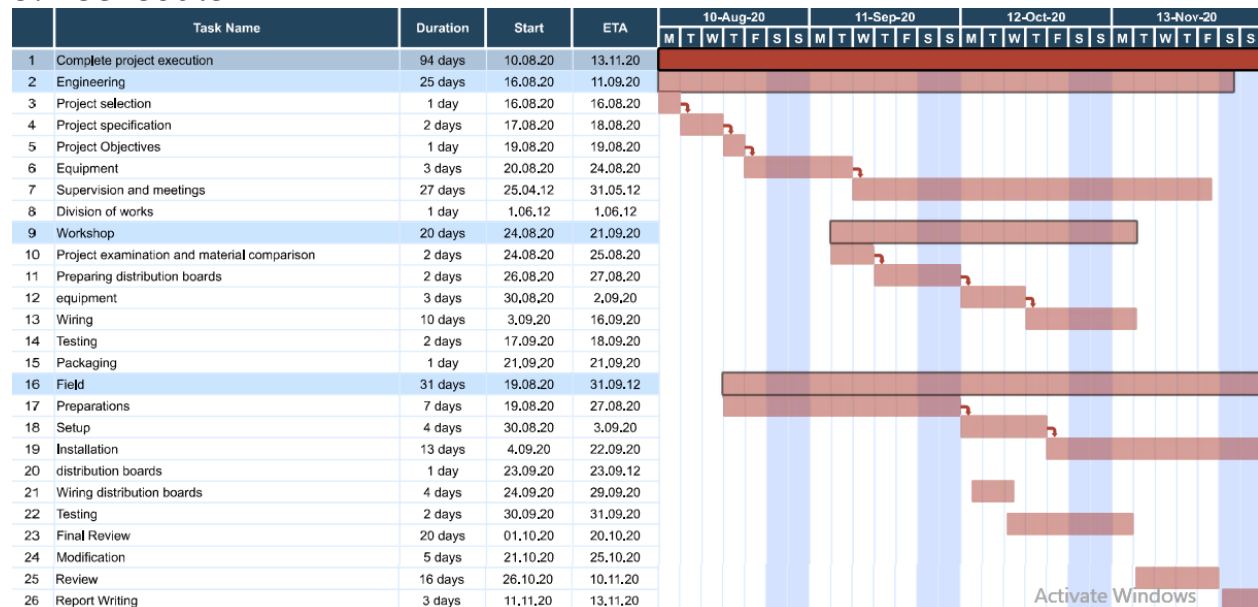 Task Name Duration Start ETA 10-Aug-20 11-Sep-20 12-Oct-20 13-Nov-20
M T W T F S S M T W T F S S M T W T F S S M T W T F S S
1 Complete project execution 94 days 10.08.20 13.11.20
2 Engineering 25 days 16.08.20 11.09.20
3 Project selection 1 day 16.08.20 16.08.20
4 Project specification 2 days 17.08.20 18.08.20
5 Project Objectives 1 day 19.08.20 19.08.20
6 Equipment 3 days 20.08.20 24.08.20
7 Supervision and meetings 27 days 25.04.12 31.05.12
8 Division of works 1 day 1.06.12 1.06.12
9 Workshop 20 days 24.08.20 21.09.20
10 Project examination and material comparison 2 days 24.08.20 25.08.20
11 Preparing distribution boards 2 days 26.08.20 27.08.20
12 equipment 3 days 30.08.20 2.09.20
13 Wiring 10 days 3.09.20 16.09.20
14 Testing 2 days 17.09.20 18.09.20
15 Packaging 1 day 21.09.20 21.09.20
16 Field 31 days 19.08.20 31.09.12
17 Preparations 7 days 19.08.20 27.08.20
18 Setup 4 days 30.08.20 3.09.20
19 Installation 13 days 4.09.20 22.09.20
20 distribution boards 1 day 23.09.20 23.09.12
21 Wiring distribution boards 4 days 24.09.20 29.09.20
22 Testing 2 days 30.09.20 31.09.20
23 Final Review 20 days 01.10.20 20.10.20
24 Modification 5 days 21.10.20 25.10.20
25 Review 16 days 26.10.20 10.11.20
26 Report Writing 3 days 11.11.20 13.11.20
Activate Windows